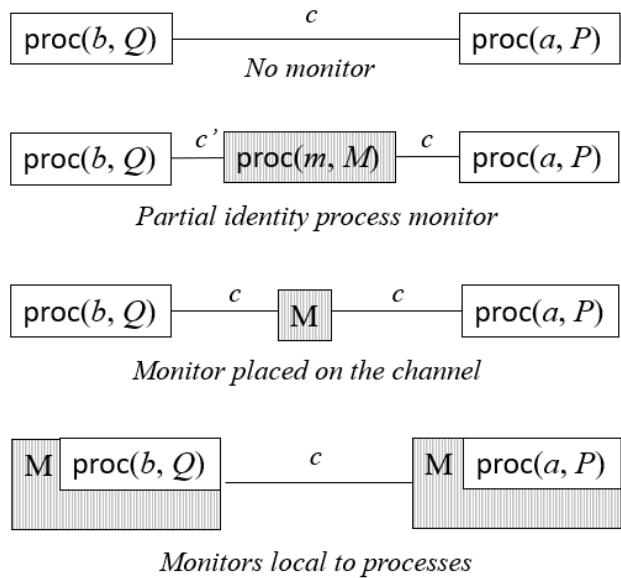 c
proc(b, Q) proc(a, P)
No monitor
c’ c
proc(b, Q) proc(m, M) proc(a, P)
Partial identity process monitor
c c
proc(b, Q) M proc(a, P)
Monitor placed on the channel
c
M proc(b, Q) M proc(a, P)
Monitors local to processes